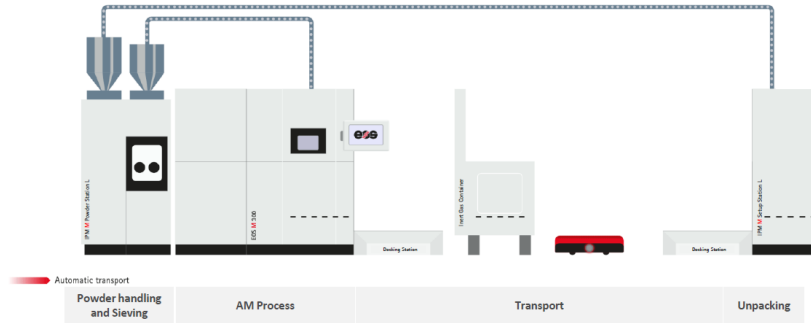 IPM M Powder Station L
EOS M 300
eos
Docking Station
Inert Gas Container
Docking Station
IPM M Setup Station L
Automatic transport
Powder handling
and Sieving
AM Process
Transport
Unpacking